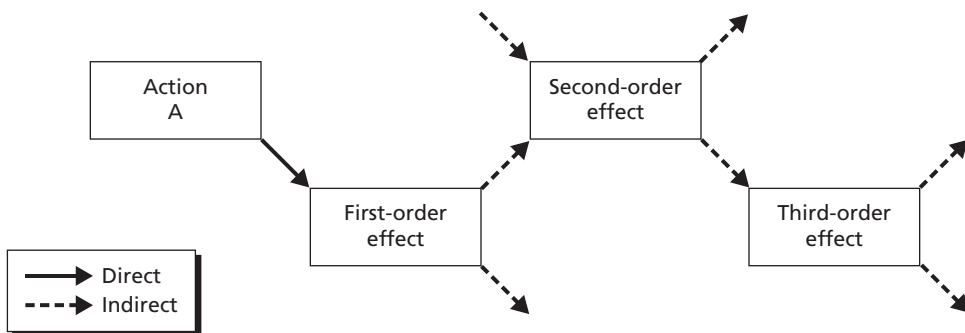 Action
A
Second-order
effect
First-order
effect
Third-order
effect
Direct
Indirect